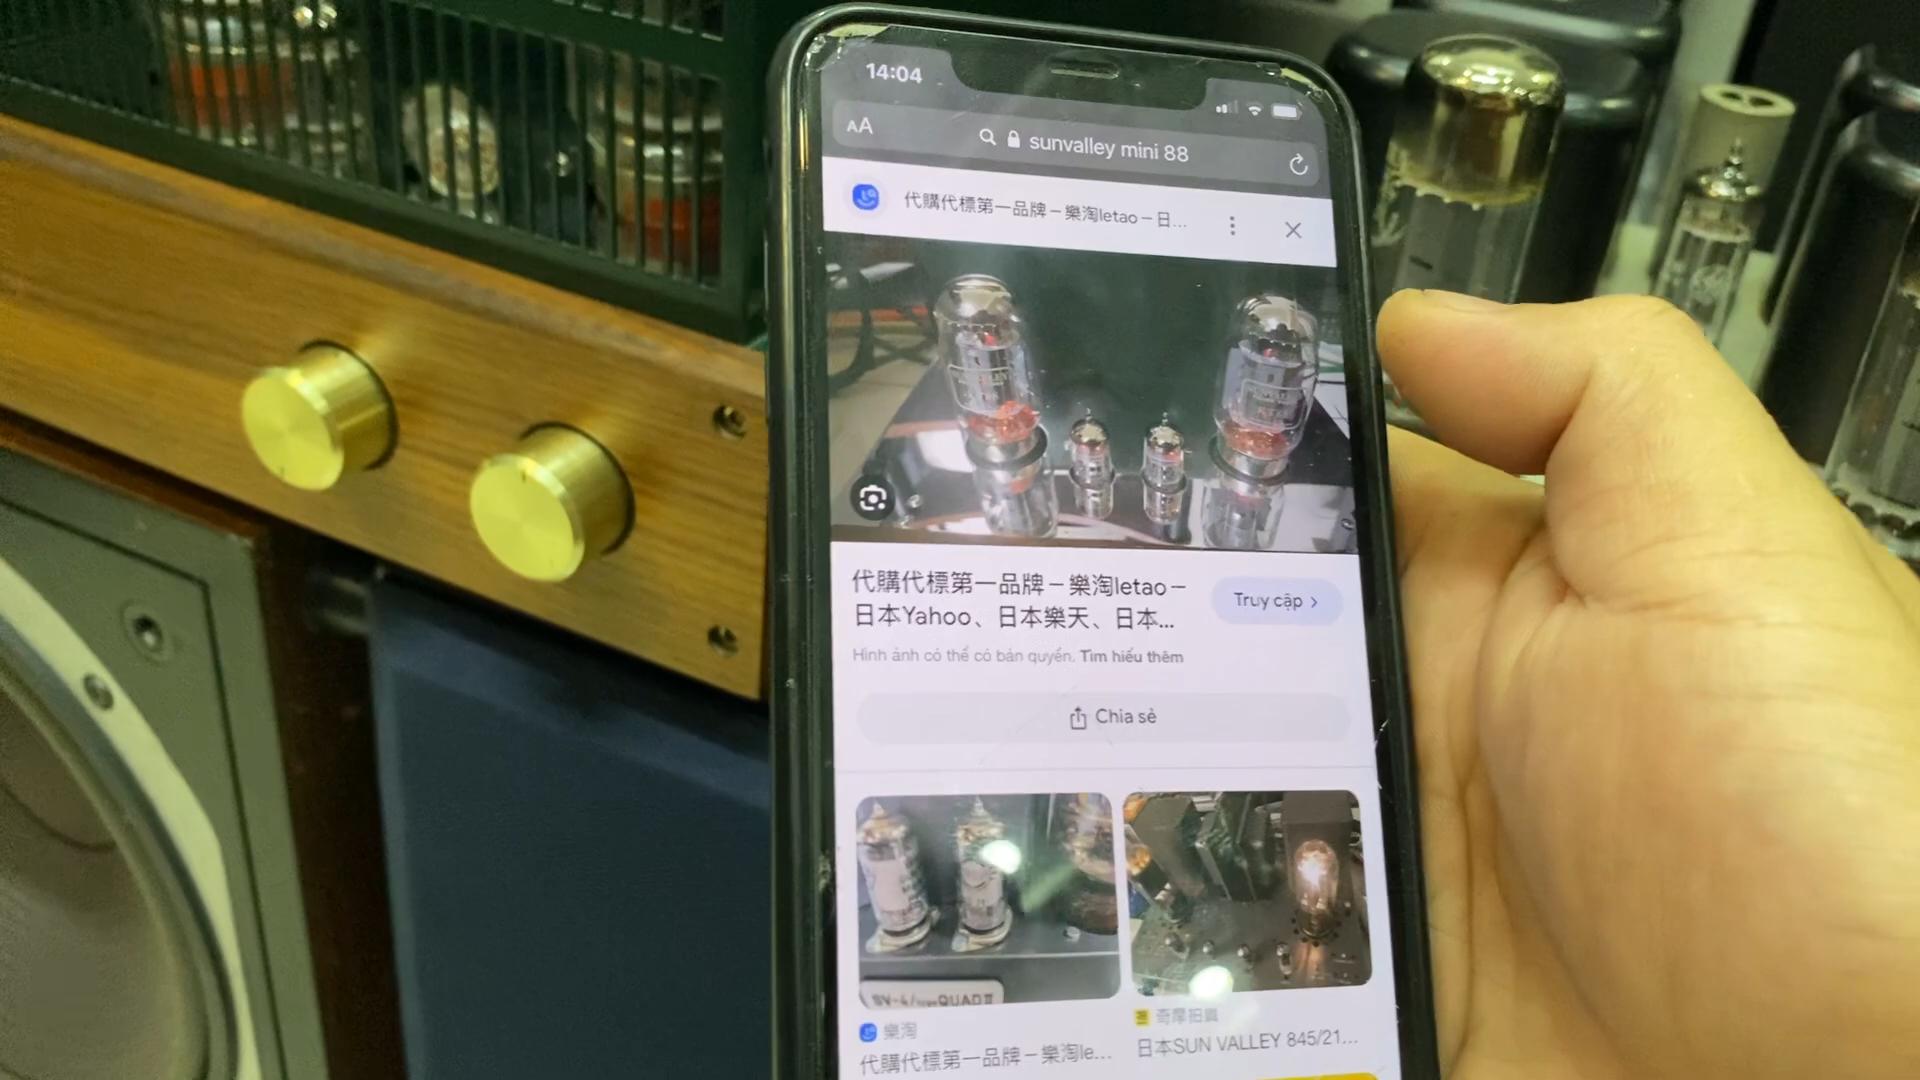 14:04
AA
sunvalley mini 88
代購代標第一品牌－樂淘letao－日...
代購代標第一品牌－樂淘letao－
日本Yahoo、日本樂天、日本...
Truy cập
Hình ảnh có thể có bản quyền. Tìm hiểu thêm
Chia sẻ
QUAD II
樂淘
奇摩拍賣
代購代標第一品牌－樂淘le...
日本SUN VALLEY 845/21...